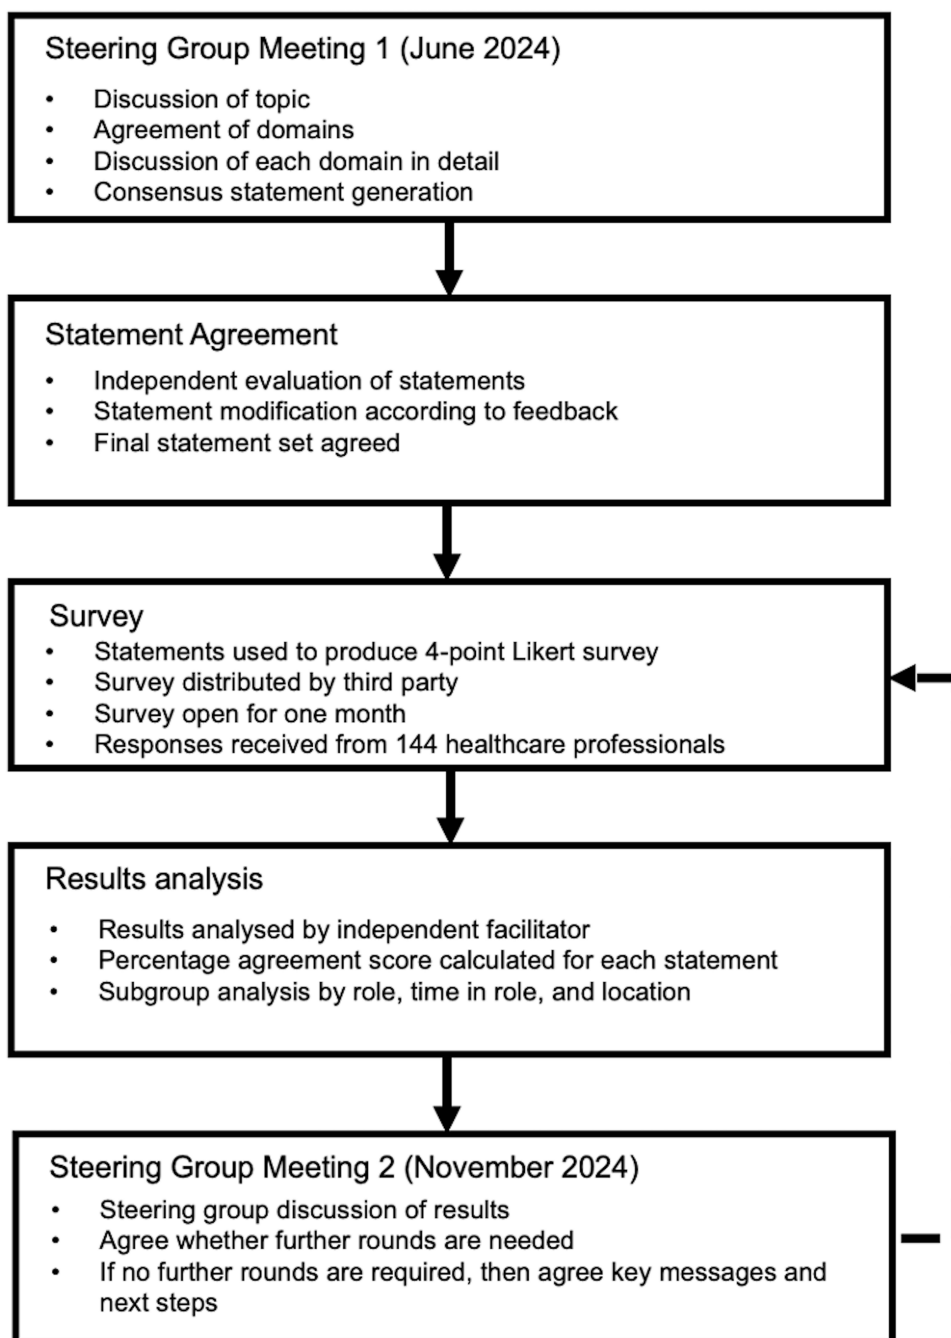 Steering Group Meeting 1 (June 2024)
• Discussion of topic
• Agreement of domains
• Discussion of each domain in detail
• Consensus statement generation
Statement Agreement
• Independent evaluation of statements
• Statement modification according to feedback
• Final statement set agreed
Survey
• Statements used to produce 4-point Likert survey
• Survey distributed by third party
• Survey open for one month
• Responses received from 144 healthcare professionals
Results analysis
• Results analysed by independent facilitator
• Percentage agreement score calculated for each statement
• Subgroup analysis by role, time in role, and location
Steering Group Meeting 2 (November 2024)
• Steering group discussion of results
• Agree whether further rounds are needed
• If no further rounds are required, then agree key messages and
next steps